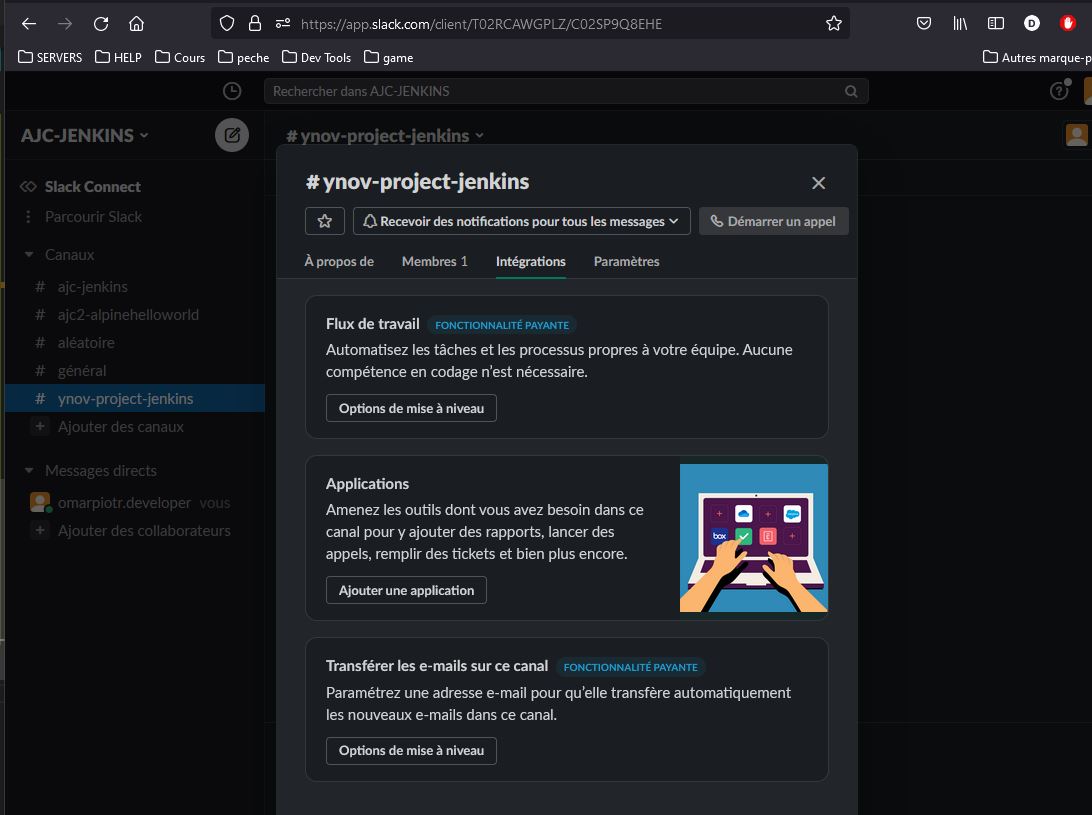 https://app.slack.com/client/T02RCAWGPLZ/C02SP9Q8EHE
D
SERVERS HELP Cours peche Dev Tools game Autres marque-p
Rechercher dans AJC-JENKINS
AJC-JENKINS
# ynov-project-jenkins
Slack Connect
Parcourir Slack
Canaux
# ajc-jenkins
# ajc2-alpinehelloworld
# aléatoire
# général
# ynov-project-jenkins
+ Ajouter des canaux
Messages directs
omarpiotr.developer vous
+ Ajouter des collaborateurs
# ynov-project-jenkins
Recevoir des notifications pour tous les messages
Démarrer un appel
À propos de Membres 1 Intégrations Paramètres
Flux de travail FONCTIONNALITÉ PAYANTE
Automatisez les tâches et les processus propres à votre équipe. Aucune
compétence en codage n’est nécessaire.
Options de mise à niveau
Applications
Amenez les outils dont vous avez besoin dans ce
canal pour y ajouter des rapports, lancer des
appels, remplir des tickets et bien plus encore.
Ajouter une application
box
Transférer les e-mails sur ce canal FONCTIONNALITÉ PAYANTE
Paramétrez une adresse e-mail pour qu’elle transfère automatiquement
les nouveaux e-mails dans ce canal.
Options de mise à niveau